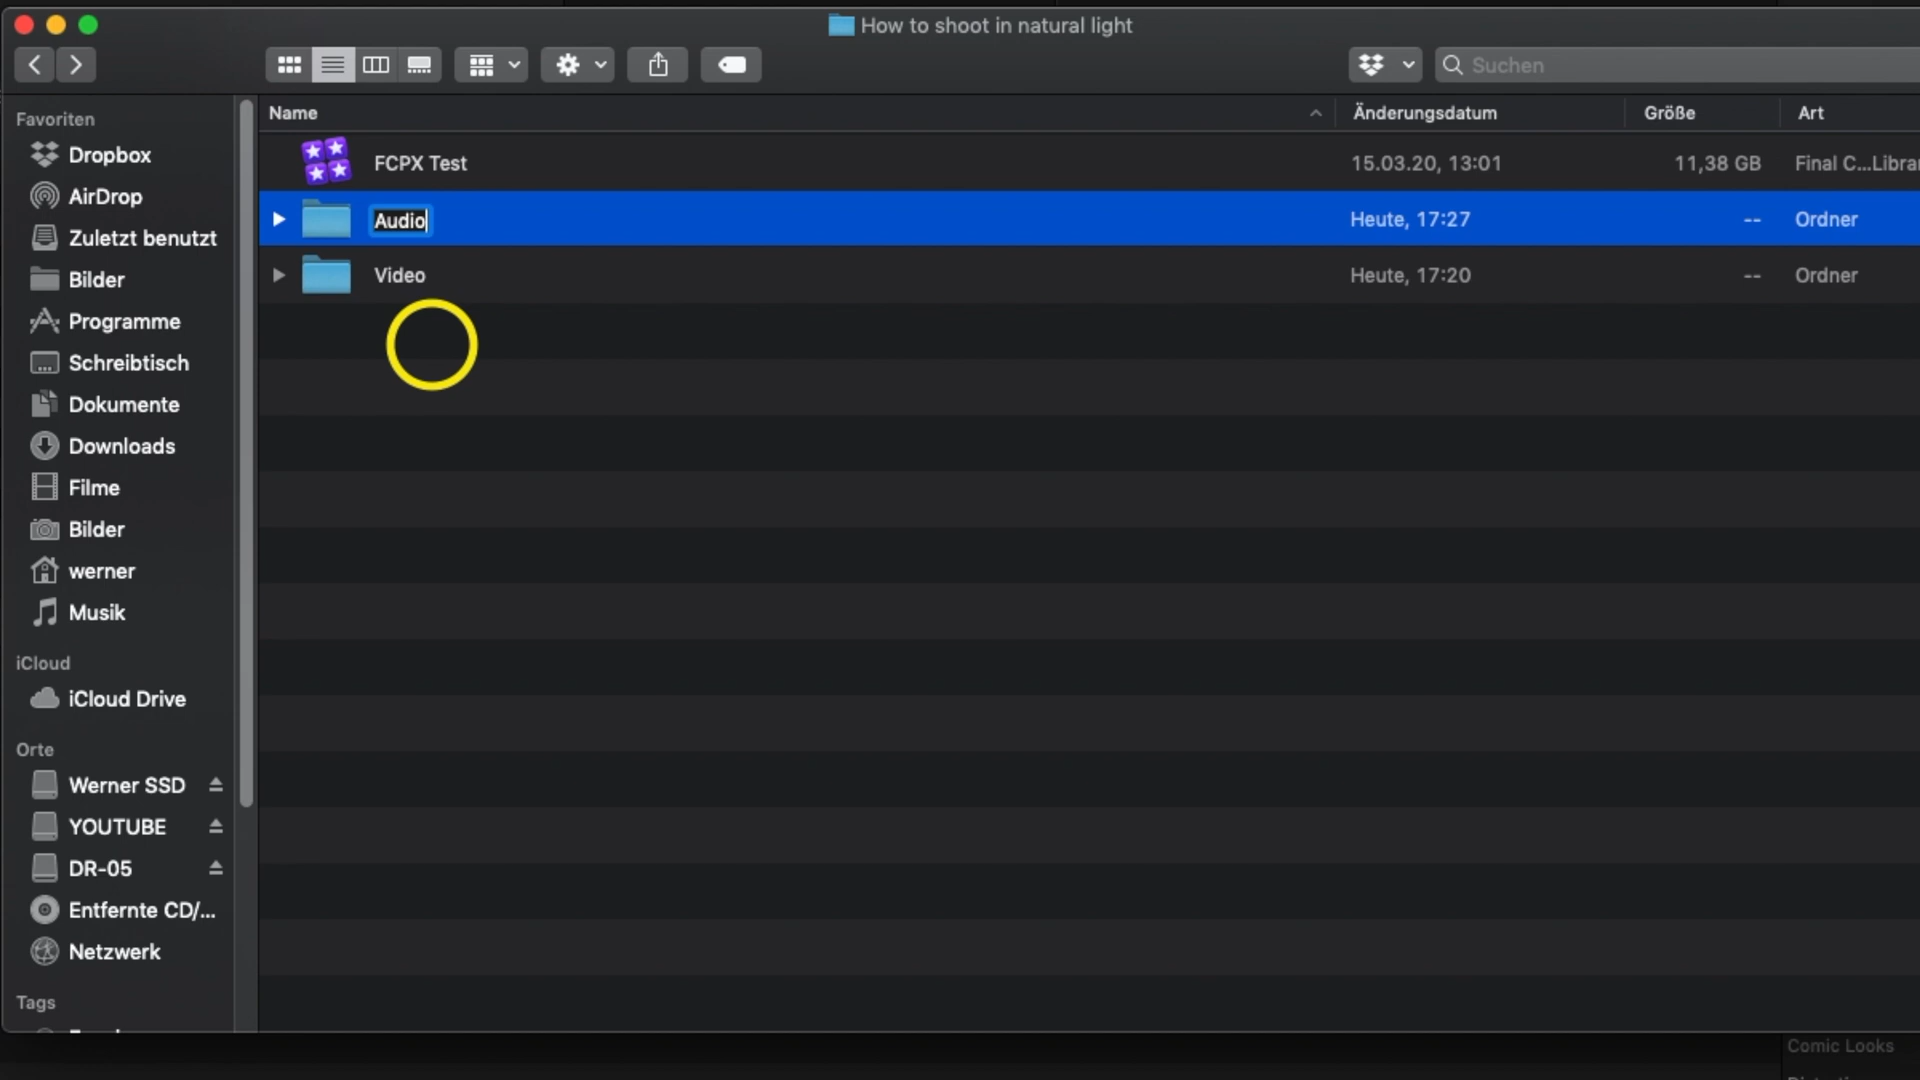 How to shoot in natural light
Suchen
Name Änderungsdatum Größe Art
FCPX Test 15.03.20, 13:01 11,38 GB Final C...Librar
Audio Heute, 17:27 -- Ordner
Video Heute, 17:20 -- Ordner
Favoriten
Dropbox
AirDrop
Zuletzt benutzt
Bilder
Programme
Schreibtisch
Dokumente
Downloads
Filme
Bilder
werner
Musik
iCloud
iCloud Drive
Orte
Werner SSD
YOUTUBE
DR-05
Entfernte CD/...
Netzwerk
Tags
Comic Looks